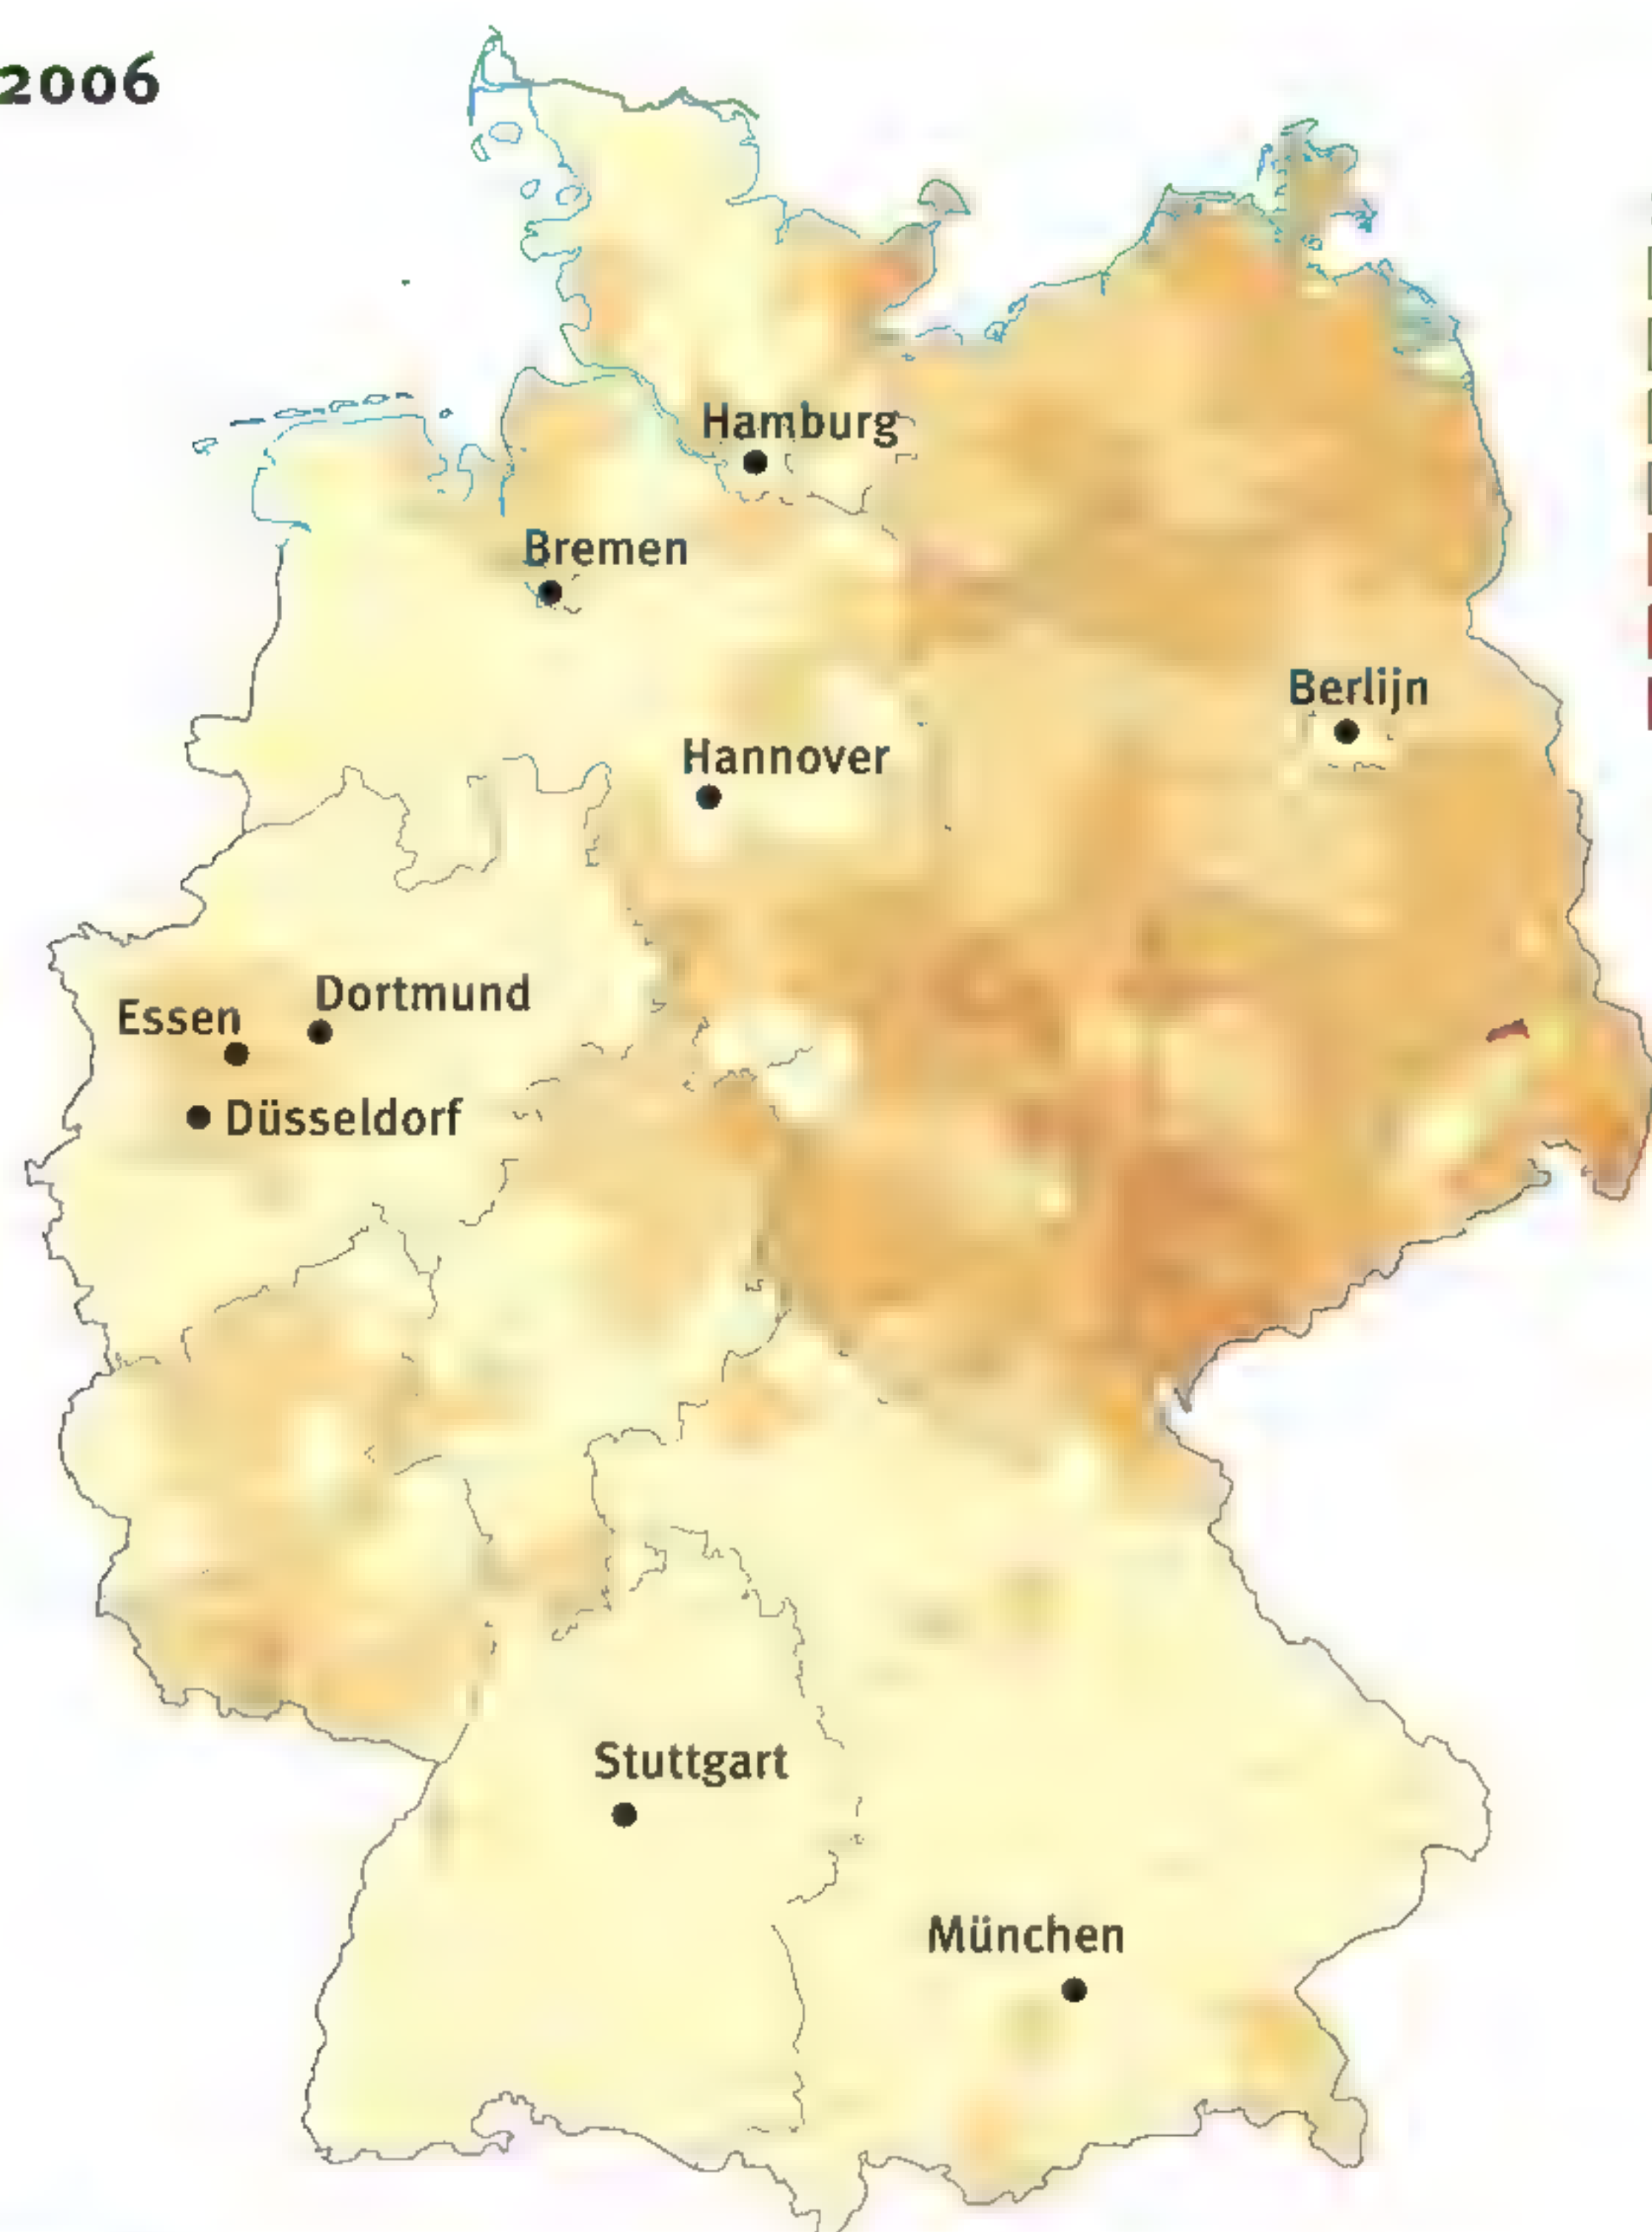 2006
Hamburg
Bremen
Berlijn
Hannover
Dortmund
Essen
Düsseldorf
Stuttgart
München